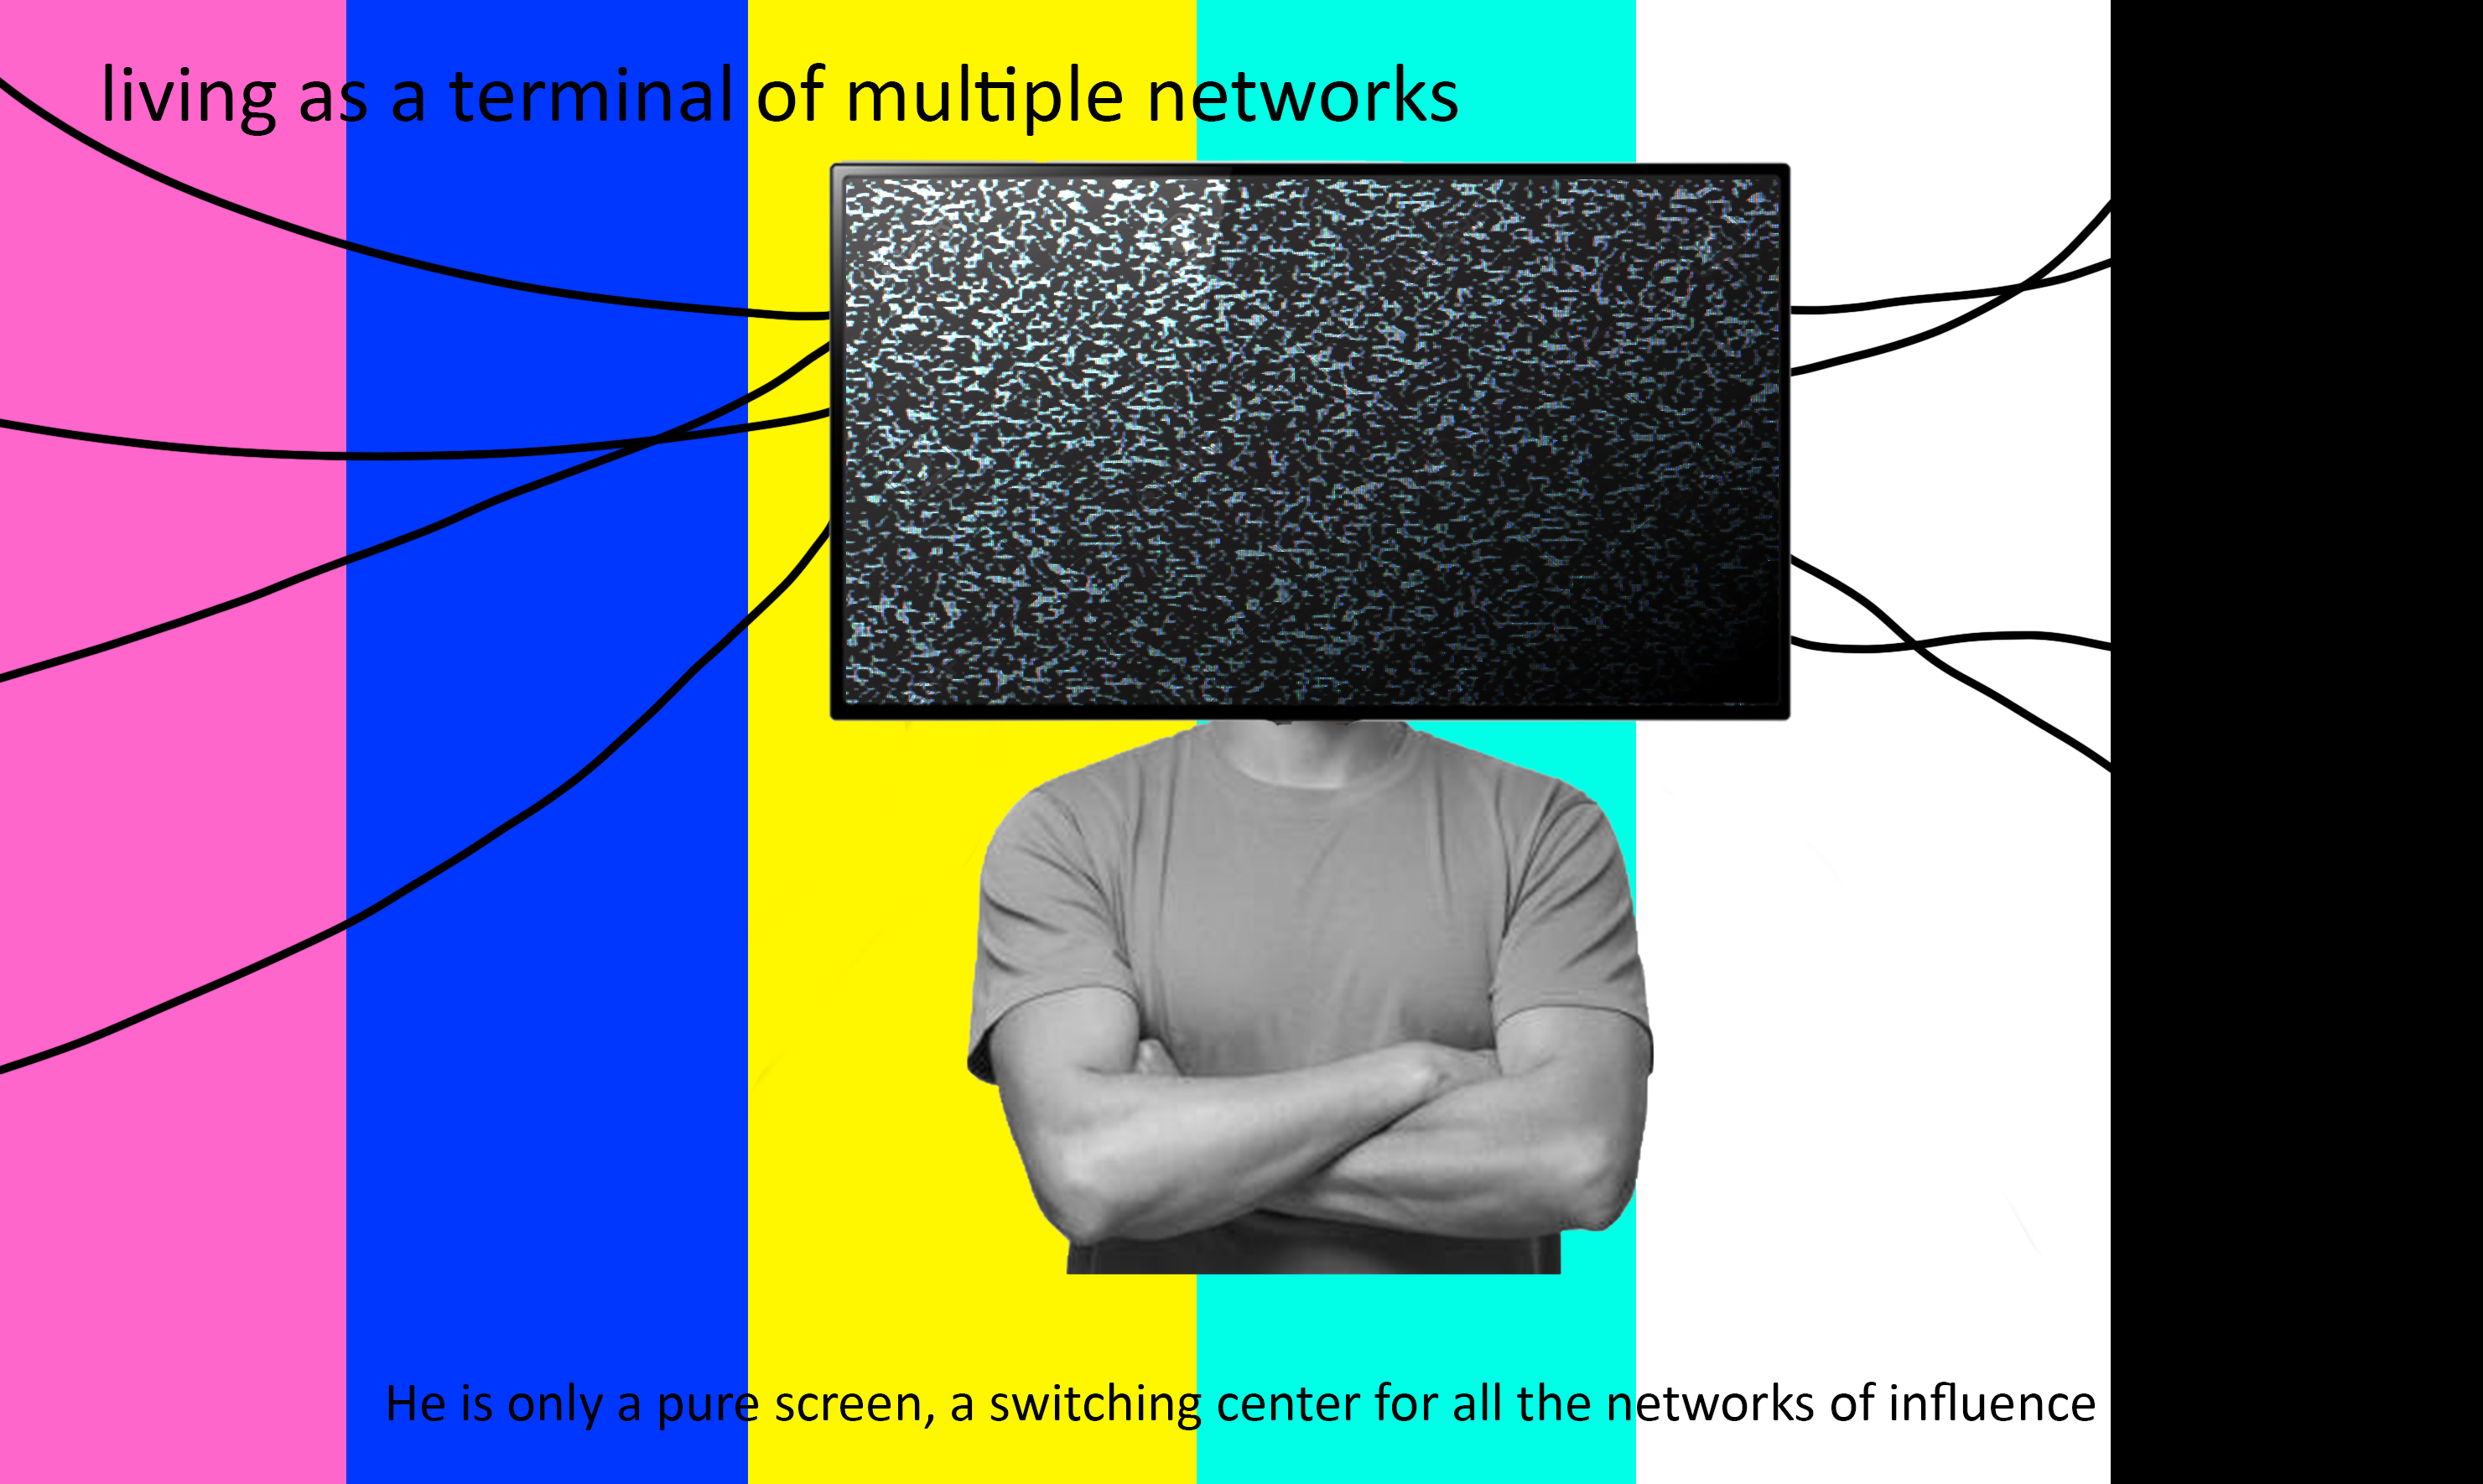 living as a terminal of multiple networks
He is only a pure screen, a switching center for all the networks of influence